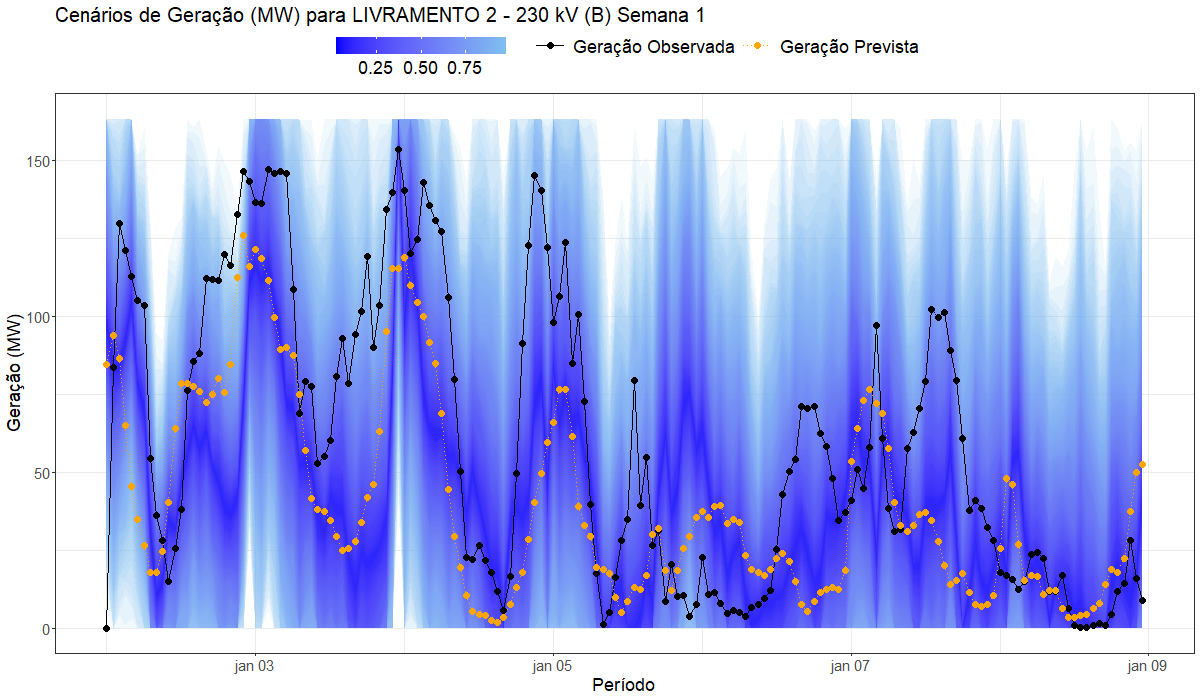 Cenários de Geração (MW) para LIVRAMENTO 2 - 230 kV (B) Semana 1
0.25 0.50 0.75
Geração Observada
Geração Prevista
Geração (MW)
150
100
50
0
jan 03 jan 05 jan 07 jan 09
Período